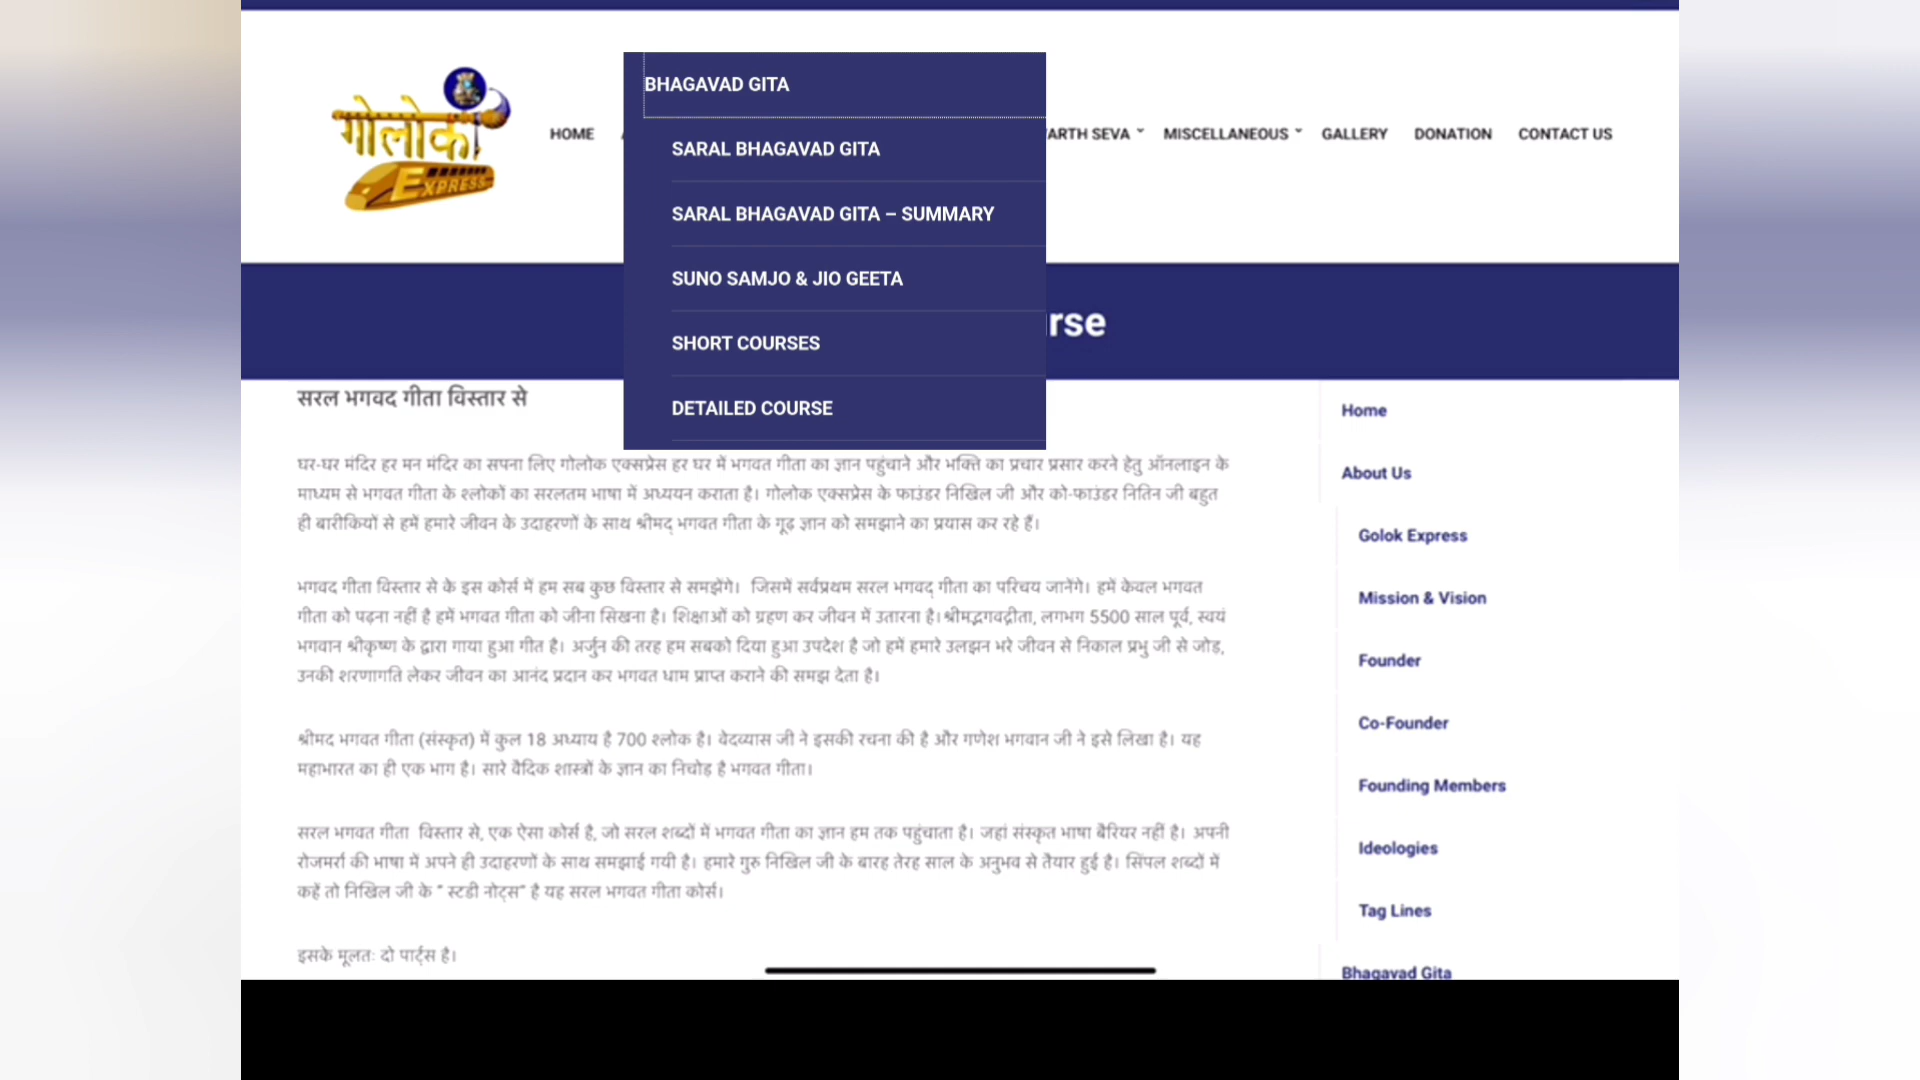 गोलोक
EXPRESS
HOME
BHAGAVAD GITA
SARAL BHAGAVAD GITA
SARAL BHAGAVAD GITA – SUMMARY
SUNO SAMJO & JIO GEETA
SHORT COURSES
DETAILED COURSE
ARTH SEVA
MISCELLANEOUS
GALLERY
DONATION
CONTACT US
rse
सरल भगवद गीता विस्तार से
घर-घर मंदिर हर मन मंदिर का सपना लिए गोलोक एक्सप्रेस हर घर में भगवत गीता का ज्ञान पहुंचाने और भक्ति का प्रचार प्रसार करने हेतु ऑनलाइन के
माध्यम से भगवत गीता के श्लोकों का सरलतम भाषा में अध्ययन कराता है। गोलोक एक्सप्रेस के फाउंडर निखिल जी और को-फाउंडर नितिन जी बहुत
ही बारीकियों से हमें हमारे जीवन के उदाहरणों के साथ श्रीमद् भगवत गीता के गूढ़ ज्ञान को समझाने का प्रयास कर रहे हैं।
भगवद गीता विस्तार से के इस कोर्स में हम सब कुछ विस्तार से समझेंगे। जिसमें सर्वप्रथम सरल भगवद् गीता का परिचय जानेंगे। हमें केवल भगवत
गीता को पढ़ना नहीं है हमें भगवत गीता को जीना सिखना है। शिक्षाओं को ग्रहण कर जीवन में उतारना है।श्रीमद्भगवद्गीता, लगभग 5500 साल पूर्व, स्वयं
भगवान श्रीकृष्ण के द्वारा गाया हुआ गीत है। अर्जुन की तरह हम सबको दिया हुआ उपदेश है जो हमें हमारे उलझन भरे जीवन से निकाल प्रभु जी से जोड़,
उनकी शरणागति लेकर जीवन का आनंद प्रदान कर भगवत धाम प्राप्त कराने की समझ देता है।
श्रीमद भगवत गीता (संस्कृत) में कुल 18 अध्याय है 700 श्लोक है। वेदव्यास जी ने इसकी रचना की है और गणेश भगवान जी ने इसे लिखा है। यह
महाभारत का ही एक भाग है। सारे वैदिक शास्त्रों के ज्ञान का निचोड़ है भगवत गीता।
सरल भगवत गीता विस्तार से, एक ऐसा कोर्स है, जो सरल शब्दों में भगवत गीता का ज्ञान हम तक पहुंचाता है। जहां संस्कृत भाषा बैरियर नहीं है। अपनी
रोजमर्रा की भाषा में अपने ही उदाहरणों के साथ समझाई गयी है। हमारे गुरु निखिल जी के बारह तेरह साल के अनुभव से तैयार हुई है। सिंपल शब्दों में
कहें तो निखिल जी के “ स्टडी नोट्स” है यह सरल भगवत गीता कोर्स।
इसके मूलतः दो पार्ट्स है।
Home
About Us
Golok Express
Mission & Vision
Founder
Co-Founder
Founding Members
Ideologies
Tag Lines
Bhagavad Gita